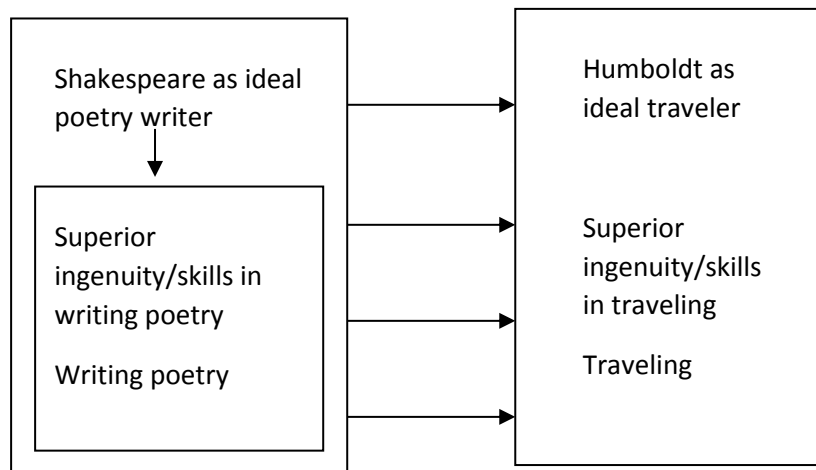 Shakespeare as ideal
poetry writer
Superior
ingenuity/skills in
writing poetry
Writing poetry
Humboldt as
ideal traveler
Superior
ingenuity/skills
in traveling
Traveling